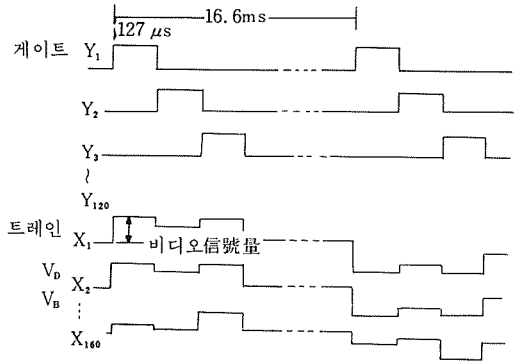 16.6ms
127 μs
게이트 Y₁
Y₂
Y₃
~
Y₁₂₀
트레인 X₁
비디오信號量
V_D X₂
V_B
⋮
X₁₆₀